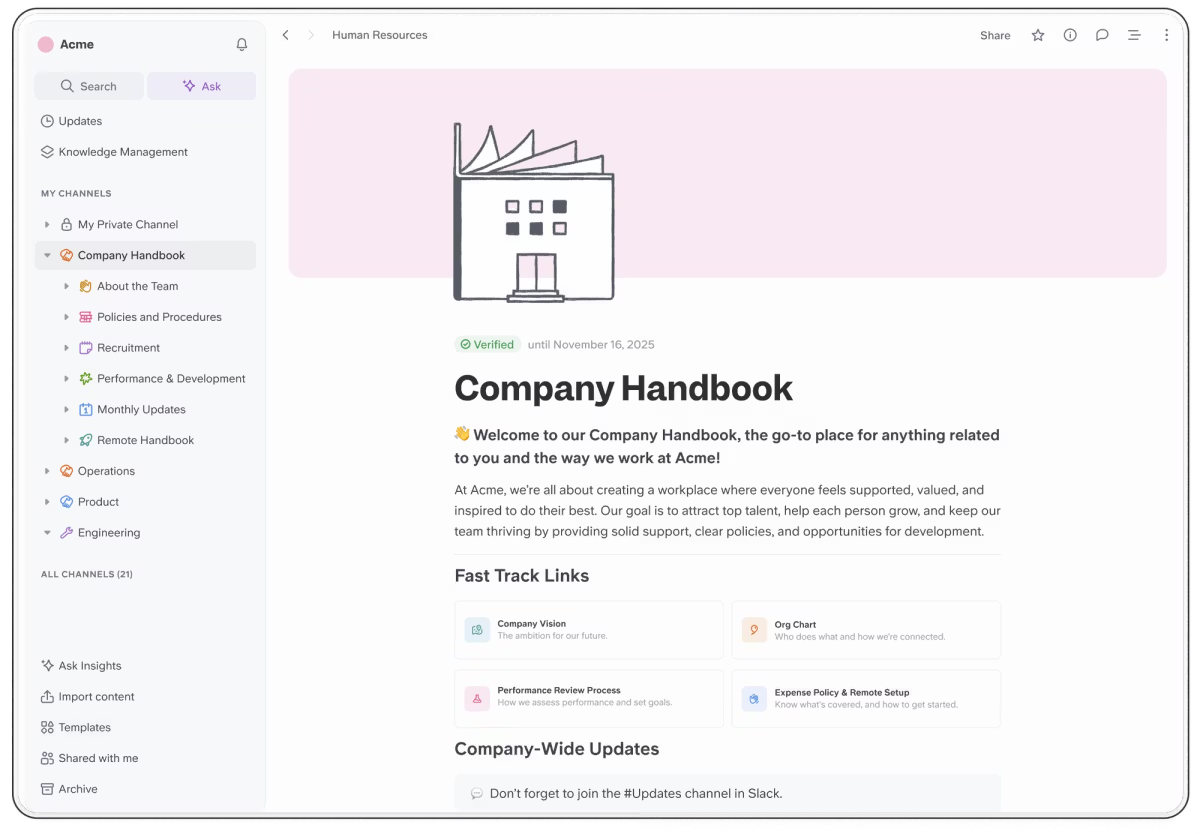 Acme
Search
Ask
Updates
Knowledge Management
MY CHANNELS
My Private Channel
Company Handbook
About the Team
Policies and Procedures
Recruitment
Performance & Development
1
Monthly Updates
Remote Handbook
Operations
Product
Engineering
ALL CHANNELS (21)
Ask Insights
Import content
Templates
Shared with me
Archive
Human Resources
Share
Verified until November 16, 2025
Company Handbook
👋 Welcome to our Company Handbook, the go-to place for anything related
to you and the way we work at Acme!
At Acme, we’re all about creating a workplace where everyone feels supported, valued, and
inspired to do their best. Our goal is to attract top talent, help each person grow, and keep our
team thriving by providing solid support, clear policies, and opportunities for development.
Fast Track Links
Company Vision
The ambition for our future.
Org Chart
Who does what and how we're connected.
Performance Review Process
How we assess performance and set goals.
Expense Policy & Remote Setup
Know what's covered, and how to get started.
Company-Wide Updates
💬 Don’t forget to join the #Updates channel in Slack.